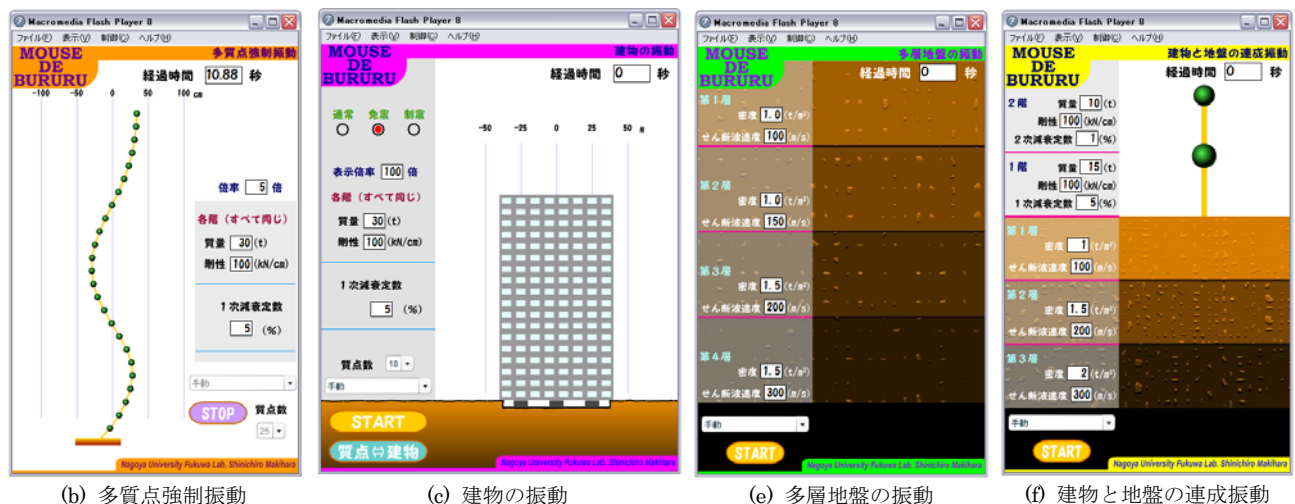 Macromedia Flash Player 8
ファイル(F) 表示(V) 制御(C) ヘルプ(H)
MOUSE
DE
BURURU
多質点強制振動
経過時間 10.88 秒
-100 -50 0 50 100 cm
倍率 5 倍
各階 (すべて同じ)
質量 30 (t)
剛性 100 (kN/cm)
1次減衰定数
5 (%)
手動
STOP
質点数
25
Nagoya University Fukuwa Lab. Shinichiro Makihara
(b) 多質点強制振動
Macromedia Flash Player 8
ファイル(F) 表示(V) 制御(C) ヘルプ(H)
MOUSE
DE
BURURU
建物の振動
経過時間 0 秒
通常 免震 制震
-50 -25 0 25 50 m
表示倍率 100 倍
各階 (すべて同じ)
質量 30 (t)
剛性 100 (kN/cm)
1次減衰定数
5 (%)
質点数 18
手動
START
質点⇔建物
Nagoya University Fukuwa Lab. Shinichiro Makihara
(c) 建物の振動
Macromedia Flash Player 8
ファイル(F) 表示(V) 制御(C) ヘルプ(H)
MOUSE
DE
BURURU
多層地盤の振動
経過時間 0 秒
第1層
密度 1.0 (t/m³)
せん断波速度 100 (m/s)
第2層
密度 1.0 (t/m³)
せん断波速度 150 (m/s)
第3層
密度 1.5 (t/m³)
せん断波速度 200 (m/s)
第4層
密度 1.5 (t/m³)
せん断波速度 300 (m/s)
手動
START
Nagoya University Fukuwa Lab. Shinichiro Makihara
(e) 多層地盤の振動
Macromedia Flash Player 8
ファイル(F) 表示(V) 制御(C) ヘルプ(H)
MOUSE
DE
BURURU
建物と地盤の連成振動
経過時間 0 秒
2階 質量 10 (t)
剛性 100 (kN/cm)
2次減衰定数 1 (%)
1階 質量 15 (t)
剛性 100 (kN/cm)
1次減衰定数 5 (%)
第1層
密度 1 (t/m³)
せん断波速度 100 (m/s)
第2層
密度 1.5 (t/m³)
せん断波速度 200 (m/s)
第3層
密度 2 (t/m³)
せん断波速度 300 (m/s)
手動
START
Nagoya University Fukuwa Lab. Shinichiro Makihara
(f) 建物と地盤の連成振動